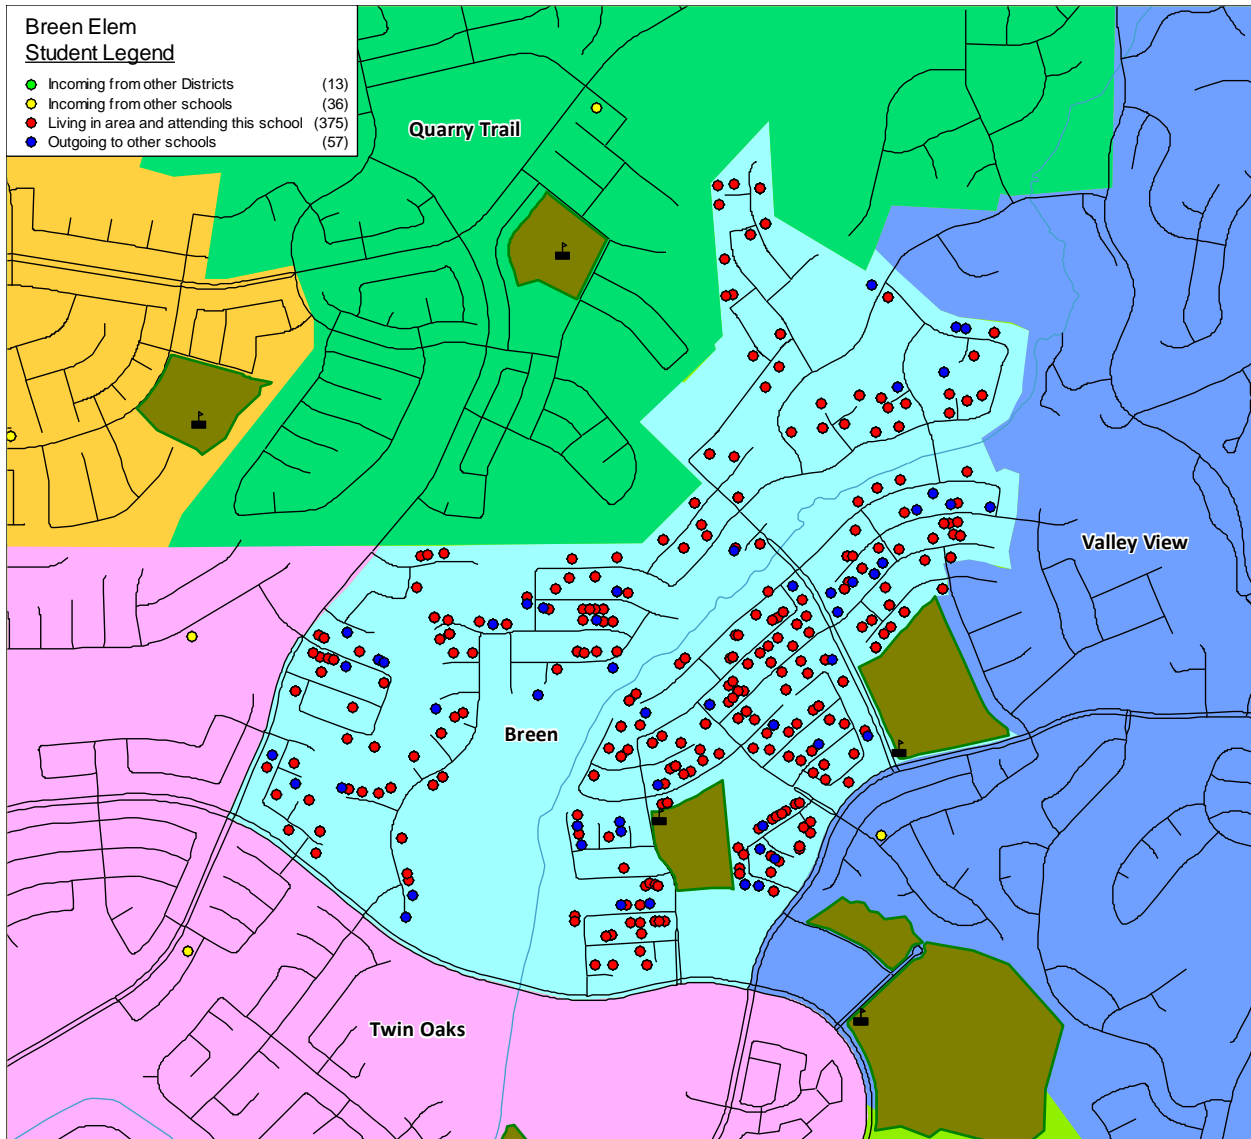 Breen Elem
Student Legend
Incoming from other Districts (13)
Incoming from other schools (36)
Living in area and attending this school (375)
Outgoing to other schools (57)
Quarry Trail
Valley View
Breen
Twin Oaks